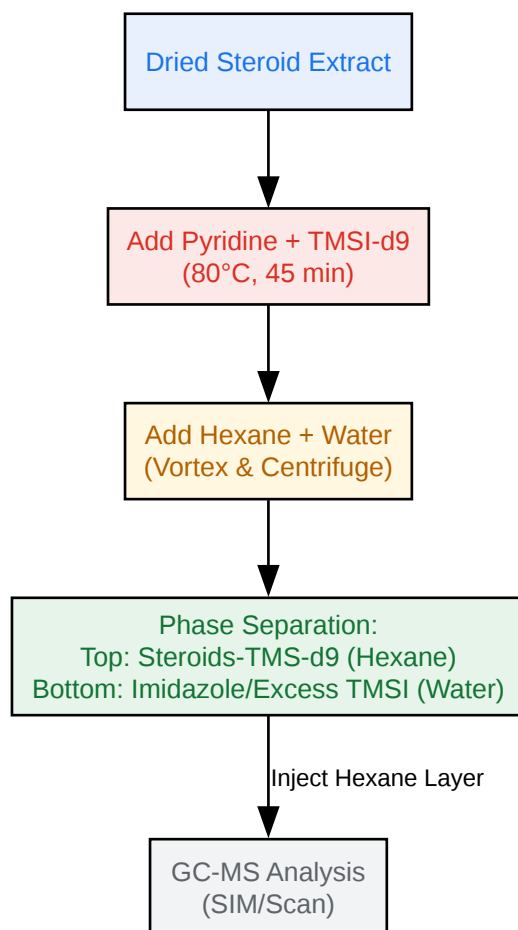 Dried Steroid Extract
Add Pyridine + TMSI-d9
(80°C, 45 min)
Add Hexane + Water
(Vortex & Centrifuge)
Phase Separation:
Top: Steroids-TMS-d9 (Hexane)
Bottom: Imidazole/Excess TMSI (Water)
Inject Hexane Layer
GC-MS Analysis
(SIM/Scan)